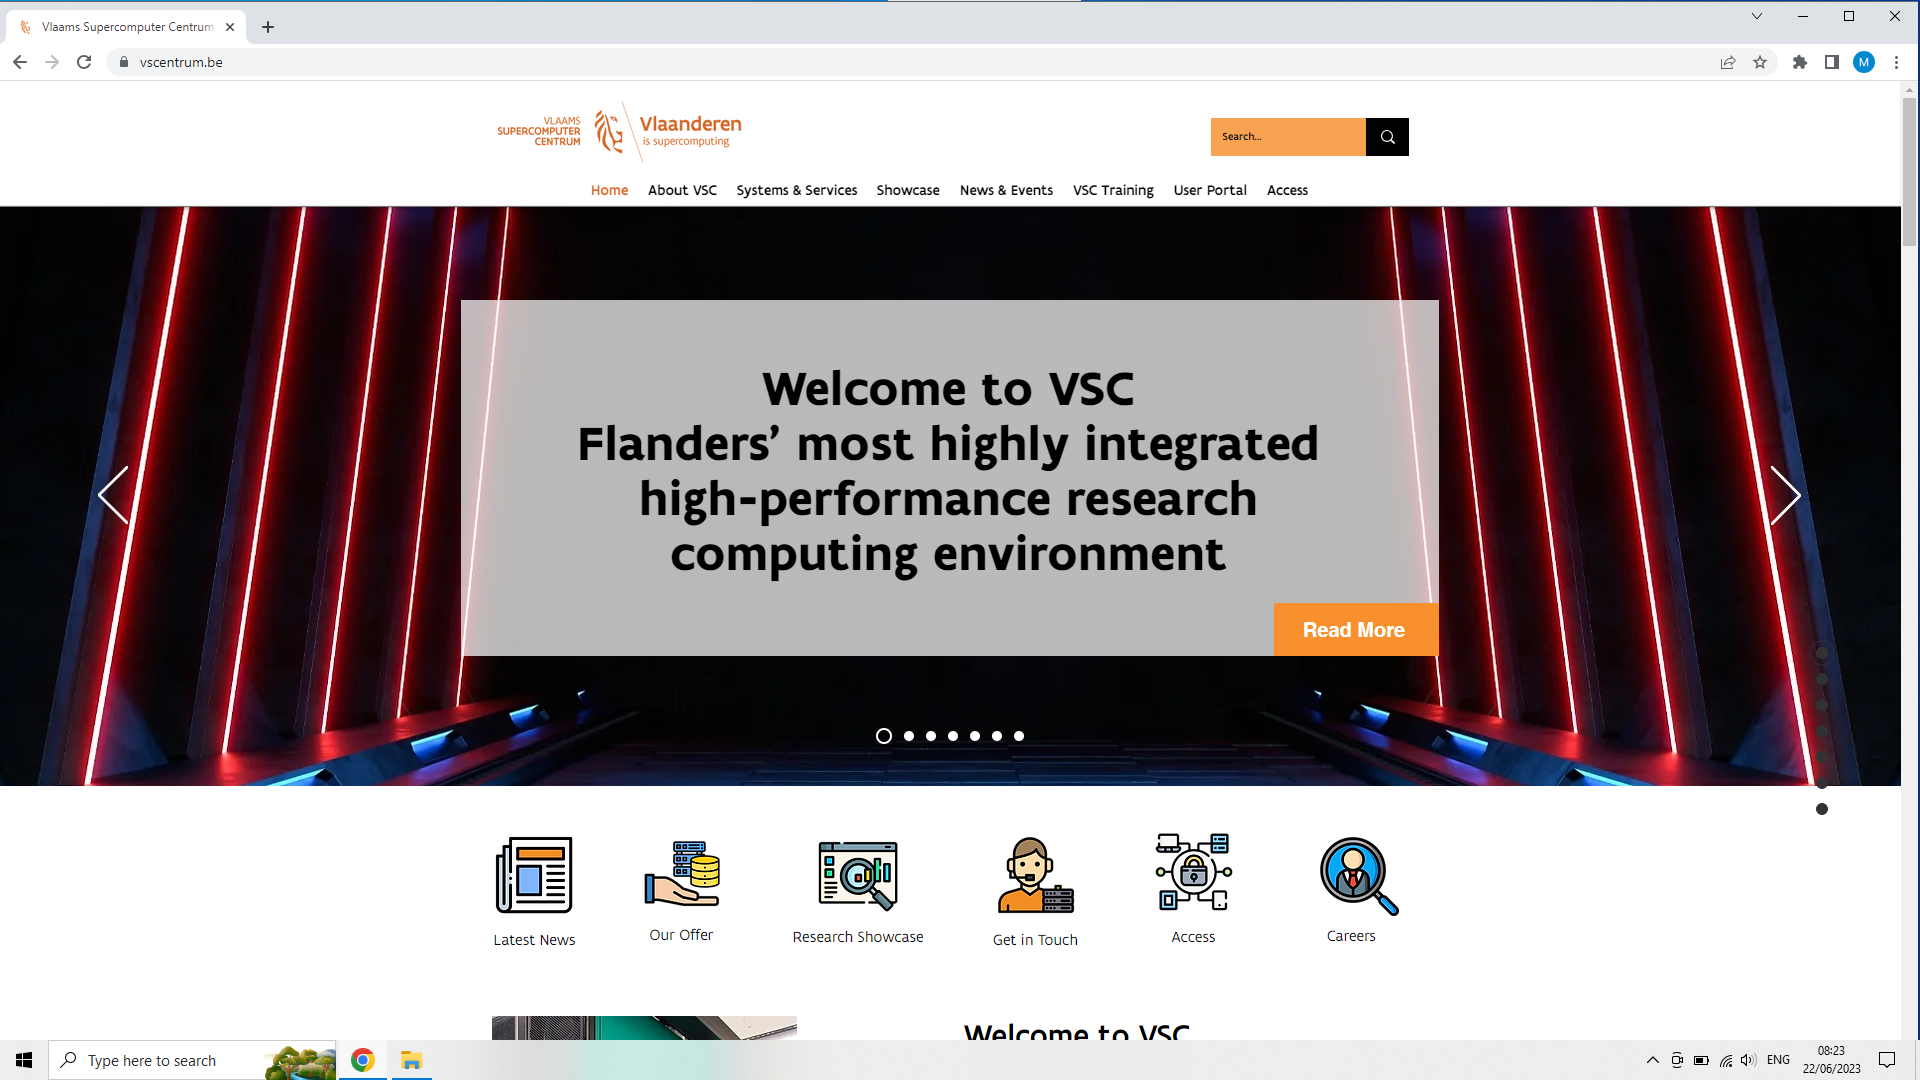 Vlaams Supercomputer Centrum
vscentrum.be
M
VLAAMS
SUPERCOMPUTER
CENTRUM
Vlaanderen
is supercomputing
Search...
Home About VSC Systems & Services Showcase News & Events VSC Training User Portal Access
Welcome to VSC
Flanders’ most highly integrated
high-performance research
computing environment
Read More
Latest News Our Offer Research Showcase Get in Touch Access Careers
Welcome to VSC
Type here to search
ENG
08:23
22/06/2023